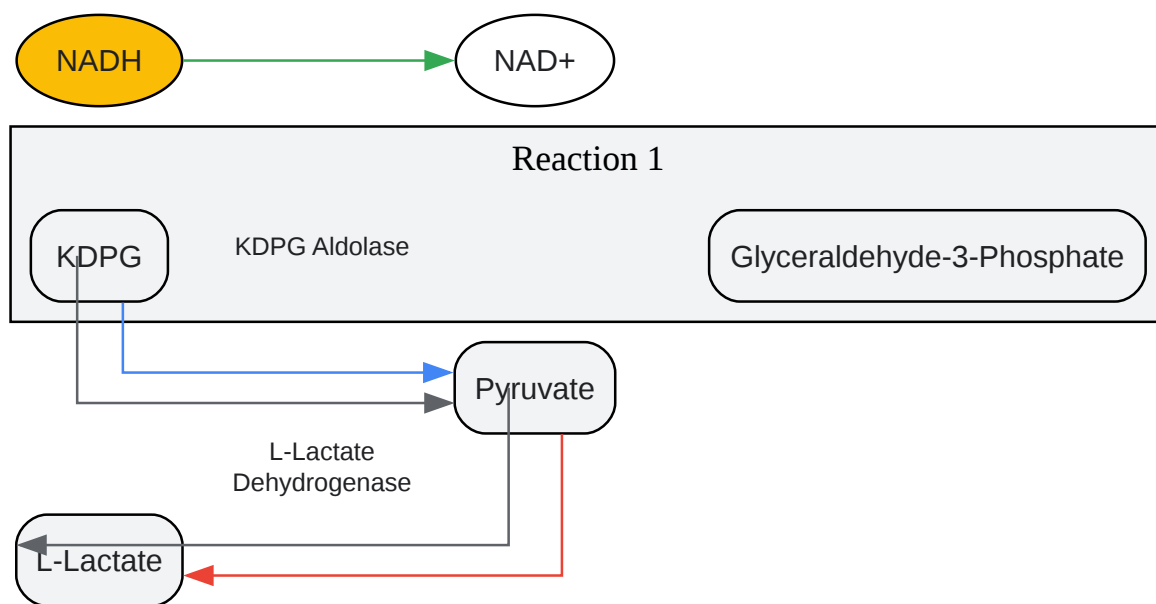 NADH
NAD+
Reaction 1
KDPG
KDPG Aldolase
Glyceraldehyde-3-Phosphate
Pyruvate
L-Lactate
Dehydrogenase
L-Lactate